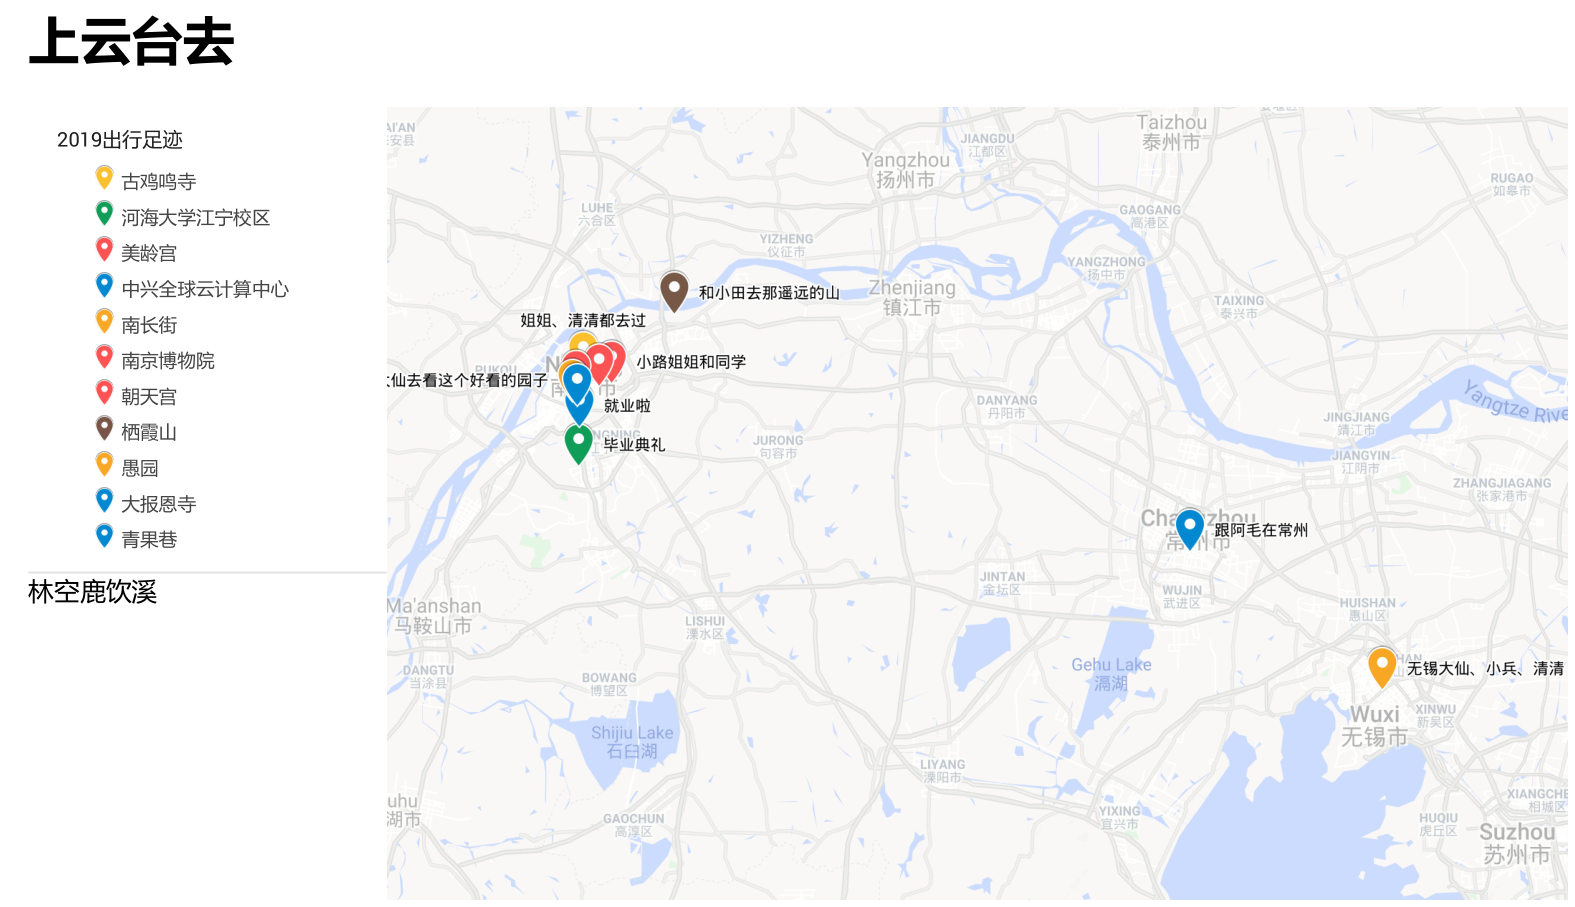 上云台去
2019出行足迹
古鸡鸣寺
河海大学江宁校区
美龄宫
中兴全球云计算中心
南长街
南京博物院
朝天宫
栖霞山
愚园
大报恩寺
青果巷
林空鹿饮溪
AI'AN
安县
JIANGDU
江都区
Taizhou
泰州市
Yangzhou
扬州市
RUGAO
如皋市
LUHE
六合区
GAOGANG
高港区
YIZHENG
仪征市
YANGZHONG
扬中市
和小田去那遥远的山
Zhenjiang
镇江市
TAIXING
泰兴市
姐姐、清清都去过
小路姐姐和同学
PUKOU
仙去看这个好看的园子
就业啦
DANYANG
丹阳市
Yangtze Rive
JINGJIANG
靖江市
毕业典礼
JURONG
句容市
JIANGYIN
江阴市
ZHANGJIAGANG
张家港市
跟阿毛在常州
JINTAN
金坛区
WUJIN
武进区
HUISHAN
惠山区
Ma'anshan
马鞍山市
LISHUI
溧水区
DANGTU
当涂县
BOWANG
博望区
Gehu Lake
滆湖
无锡大仙、小兵、清清
Wuxi
无锡市
XINWU
新吴区
Shijiu Lake
石臼湖
LIYANG
溧阳市
uhu
湖市
GAOCHUN
高淳区
YIXING
宜兴市
XIANGCHE
相城区
HUQIU
虎丘区
Suzhou
苏州市